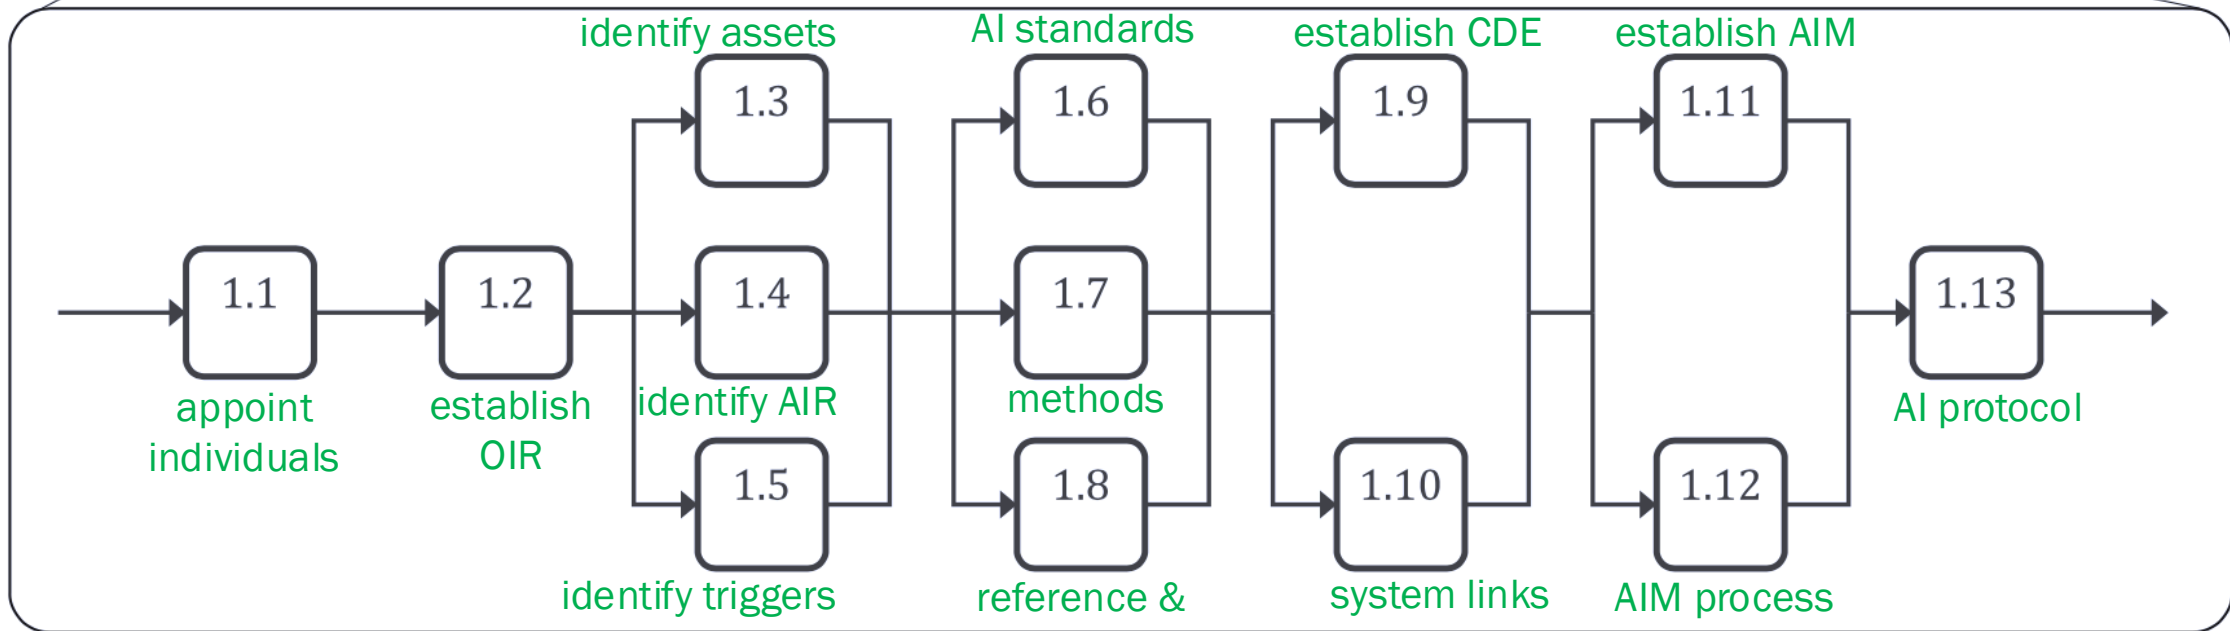 identify assets
AI standards
establish CDE
establish AIM
1.3
1.6
1.9
1.11
1.1
1.2
1.4
1.7
1.13
appoint
individuals
establish
OIR
identify AIR
methods
AI protocol
1.5
1.8
1.10
1.12
identify triggers
reference &
system links
AIM process